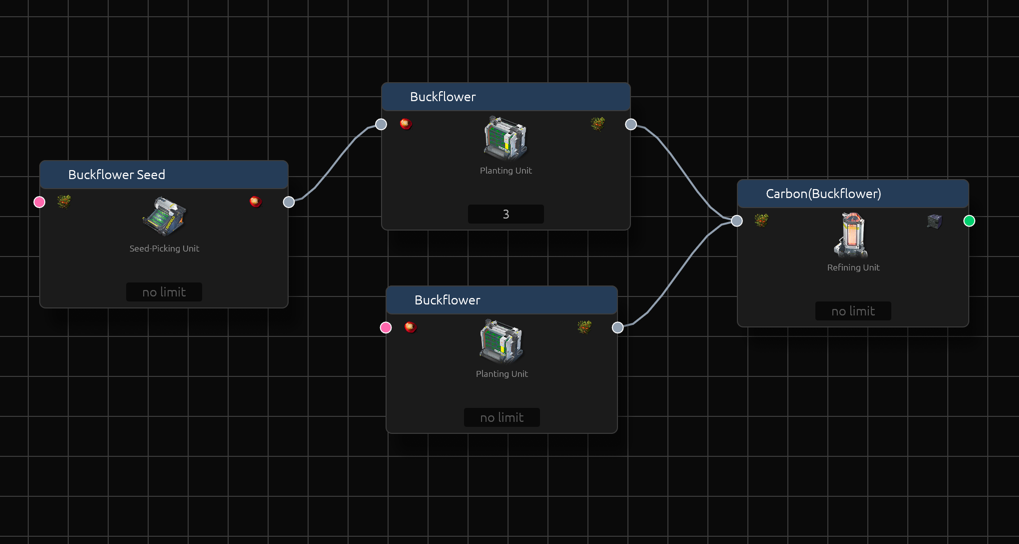 Buckflower
Planting Unit
3
Buckflower Seed
Seed-Picking Unit
no limit
Carbon(Buckflower)
Refining Unit
no limit
Buckflower
Planting Unit
no limit